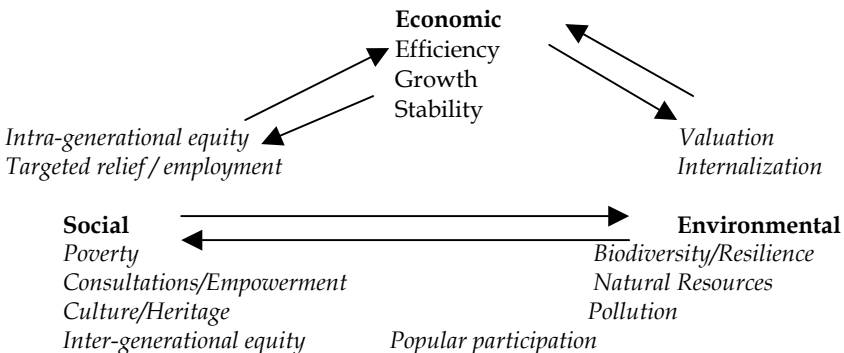 Economic
Efficiency
Growth
Stability
Intra-generational equity
Targeted relief / employment
Valuation
Internalization
Social
Poverty
Consultations/Empowerment
Culture/Heritage
Inter-generational equity
Popular participation
Environmental
Biodiversity/Resilience
Natural Resources
Pollution